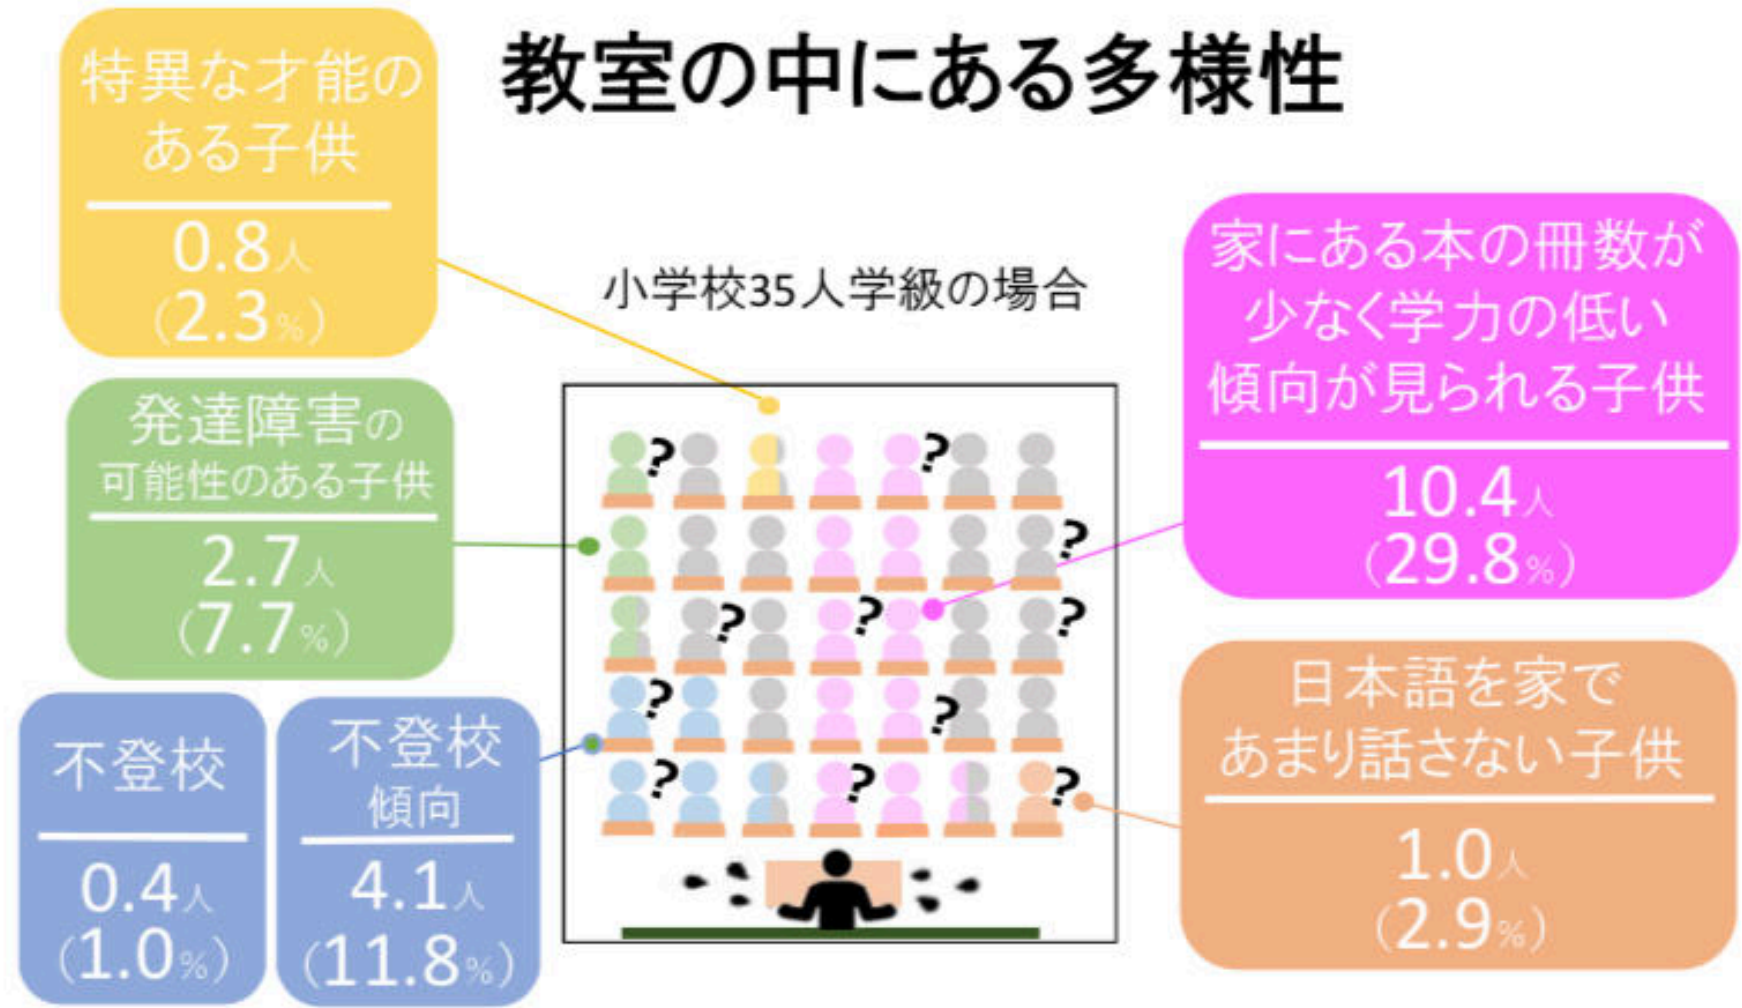 教室の中にある多様性
特異な才能の
ある子供
0.8人
(2.3%)
小学校35人学級の場合
発達障害の
可能性のある子供
2.7人
(7.7%)
不登校
0.4人
(1.0%)
不登校
傾向
4.1人
(11.8%)
家にある本の冊数が
少なく学力の低い
傾向が見られる子供
10.4人
(29.8%)
日本語を家で
あまり話さない子供
1.0人
(2.9%)
?
?
?
?
?
?
?
?
?
?
?